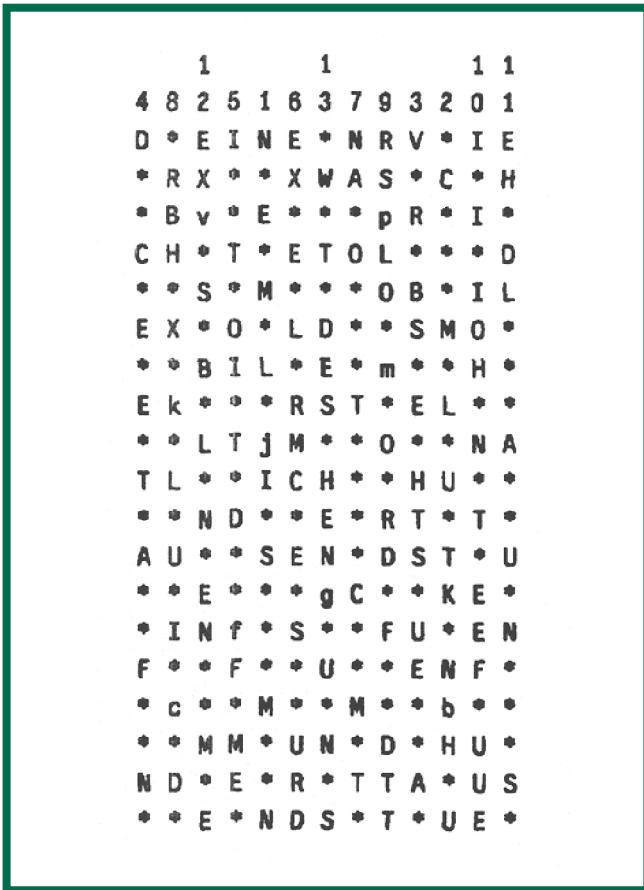 1 1 1 1
4 8 2 5 1 6 3 7 9 3 2 0 1
D * E I N E * N R V * I E
* R X * * X W A S * C * H
* B v * E * * * p R * I *
C H * T * E T O L * * * D
* * S * M * * * O B * I L
E X * O * L D * * S M O *
* * B I L * E * m * * H *
E k * * * R S T * E L * *
* * L T j M * * O * * N A
T L * * I C H * * H U * *
* * N D * * E * R T * T *
A U * * S E N * D S T * U
* * E * * * g C * * K E *
* I N f * S * * F U * E N
F * * F * * U * * E N F *
* c * * M * * M * * b * *
* * M M * U N * D * H U *
N D * E * R * T T A * U S
* * E * N D S * T * U E *